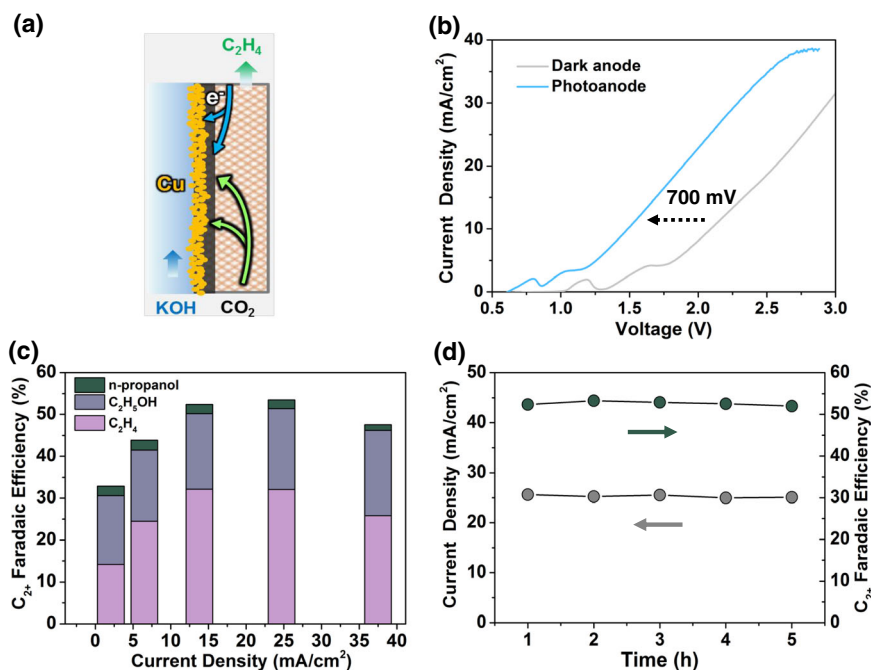 (a)
C₂H₄
e⁻
Cu
KOH
CO₂
(b)
Current Density (mA/cm²)
40
30
20
10
0
Dark anode
Photoanode
700 mV
0.5
1.0
1.5
2.0
2.5
3.0
Voltage (V)
(c)
C₂₊ Faradaic Efficiency (%)
60
50
40
30
20
10
0
n-propanol
C₂H₅OH
C₂H₄
0
5
10
15
20
25
30
35
40
Current Density (mA/cm²)
(d)
Current Density (mA/cm²)
50
40
30
20
10
0
60
50
40
30
20
10
0
C₂₊ Faradaic Efficiency (%)
1
2
3
4
5
Time (h)